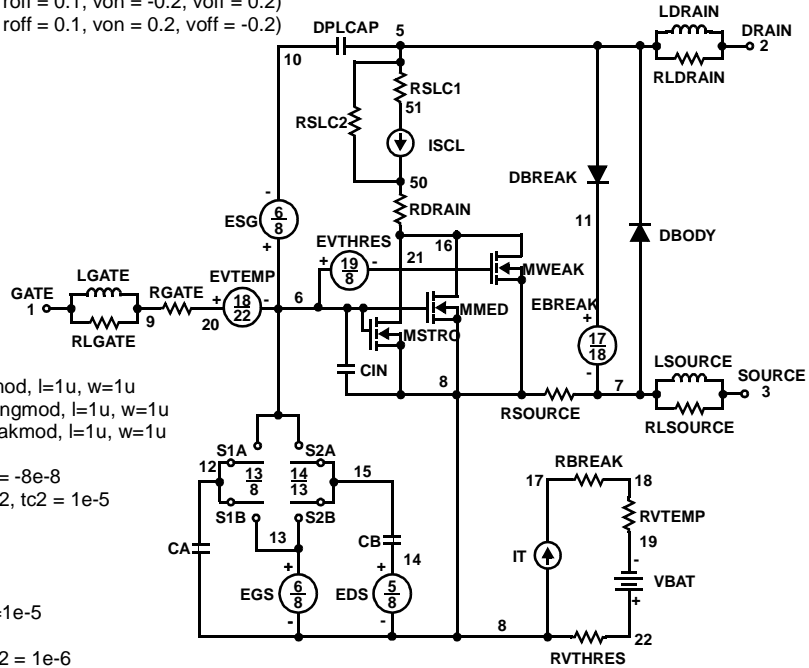 roff = 0.1, von = -0.2, voff = 0.2)
roff = 0.1, von = 0.2, voff = -0.2)
LDRAIN
DRAIN
2
RLDRAIN
DPLCAP
5
10
RSLC1
51
RSLC2
ISCL
50
RDRAIN
DBREAK
11
DBODY
ESG
6
8
-
+
EVTHRES
16
21
+
19
8
-
MWEAK
LGATE
EVTEMP
GATE
1
RGATE
+
18
22
-
6
9
20
RLGATE
MMED
MSTRO
EBREAK
+
17
18
-
CIN
8
7
LSOURCE
SOURCE
3
RSOURCE
RLSOURCE
od, l=1u, w=1u
ngmod, l=1u, w=1u
akmod, l=1u, w=1u
= -8e-8
2, tc2 = 1e-5
=1e-5
2 = 1e-6
S1A
S2A
12
13
8
14
13
15
S1B
S2B
13
CA
CB
14
+
+
EGS
6
8
EDS
5
8
-
-
RBREAK
17
18
RVTEMP
19
IT
-
VBAT
+
8
22
RVTHRES